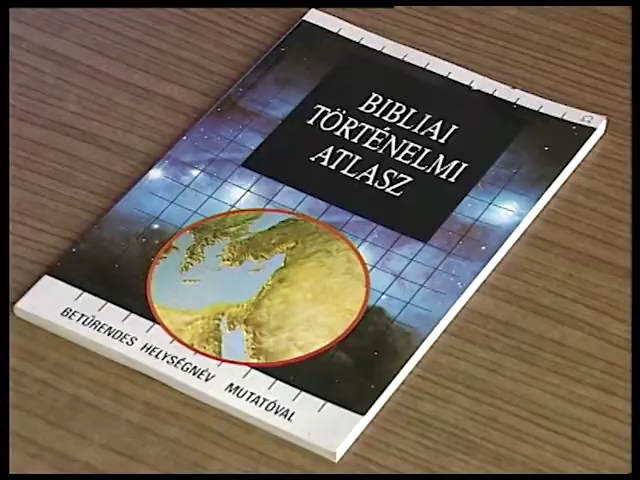 BIBLIAI
TÖRTÉNELMI
ATLASZ
BETŰRENDES HELYSÉGNÉV MUTATÓVAL